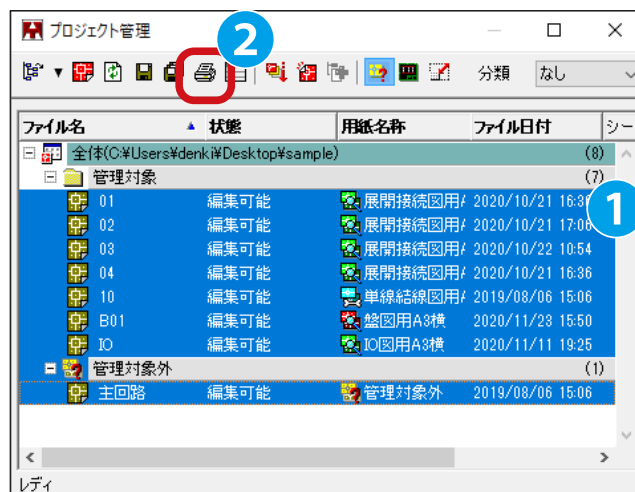 プロジェクト管理
2
分類 なし
ファイル名 状態 用紙名称 ファイル日付 シー
全体(C:¥Users¥denki¥Desktop¥sample) (8)
管理対象 (7)
01 編集可能 展開接続図用A 2020/10/21 16:36
02 編集可能 展開接続図用A 2020/10/21 17:06
03 編集可能 展開接続図用A 2020/10/22 10:54
04 編集可能 展開接続図用A 2020/10/21 16:36
10 編集可能 単線結線図用A 2019/08/06 15:06
B01 編集可能 盤図用A3横 2020/11/23 15:50
IO 編集可能 IO図用A3横 2020/11/11 19:25
1
管理対象外 (1)
主回路 編集可能 管理対象外 2019/08/06 15:06
レディ